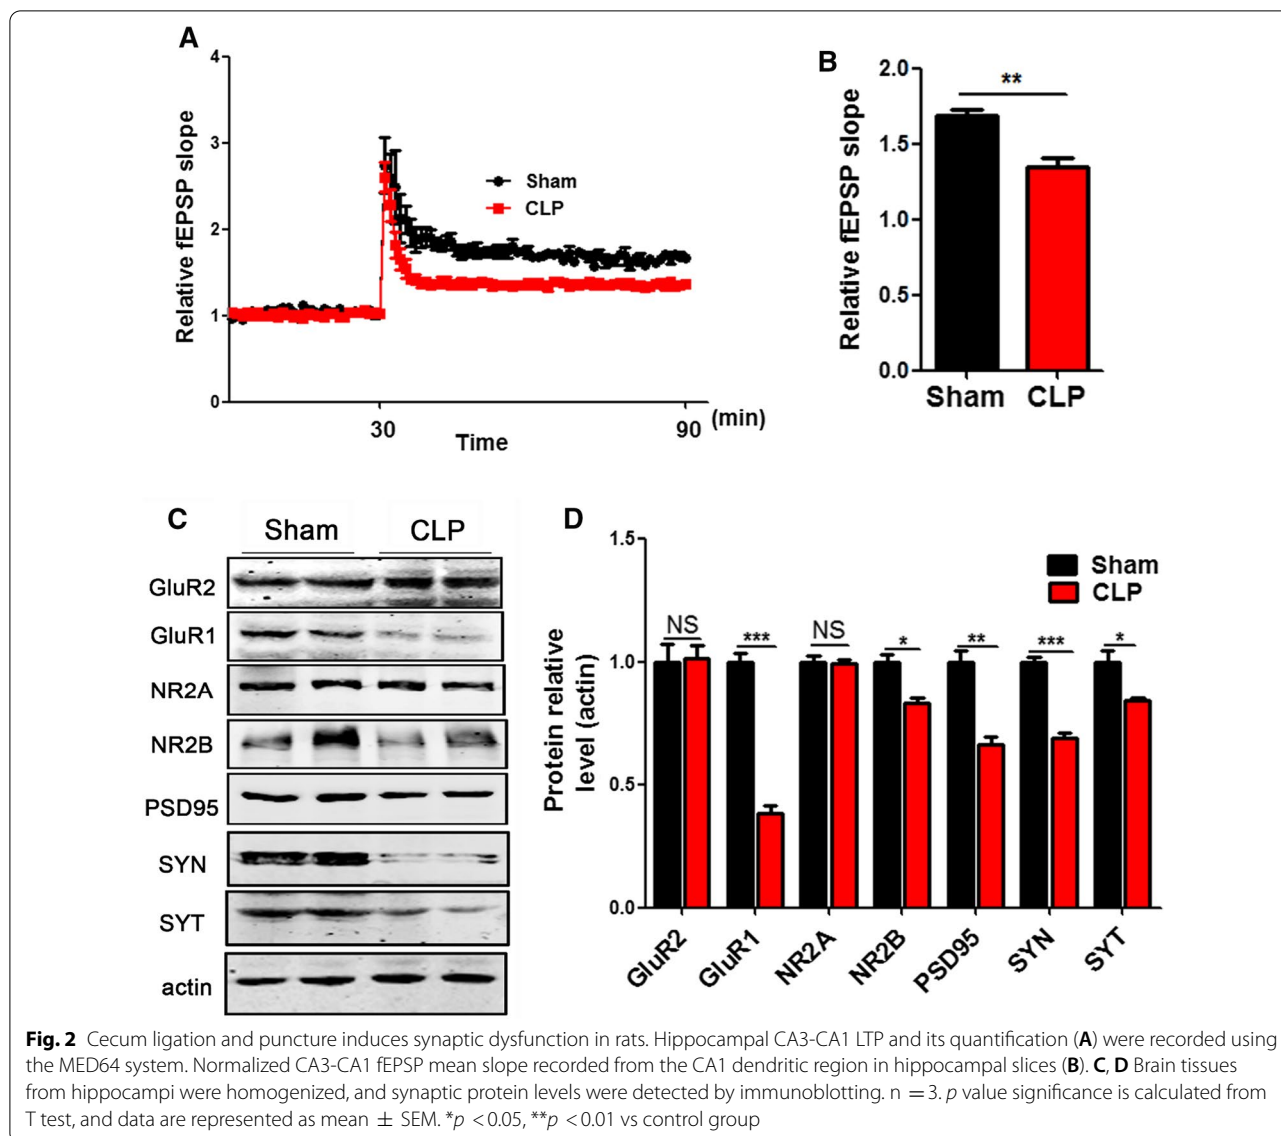 A
4
3
2
1
0
Relative fEPSP slope
Sham
CLP
30
90
(min)
Time
B
2.0
1.5
1.0
0.5
0.0
Relative fEPSP slope
**
Sham
CLP
C
Sham
CLP
GluR2
GluR1
NR2A
NR2B
PSD95
SYN
SYT
actin
D
1.5
1.0
0.5
0.0
Protein relative
level (actin)
Sham
CLP
NS
***
NS
*
**
***
*
GluR2
GluR1
NR2A
NR2B
PSD95
SYN
SYT
Fig. 2 Cecum ligation and puncture induces synaptic dysfunction in rats. Hippocampal CA3-CA1 LTP and its quantification (A) were recorded using
the MED64 system. Normalized CA3-CA1 fEPSP mean slope recorded from the CA1 dendritic region in hippocampal slices (B). C, D Brain tissues
from hippocampi were homogenized, and synaptic protein levels were detected by immunoblotting. n = 3. p value significance is calculated from
T test, and data are represented as mean ± SEM. *p < 0.05, **p < 0.01 vs control group